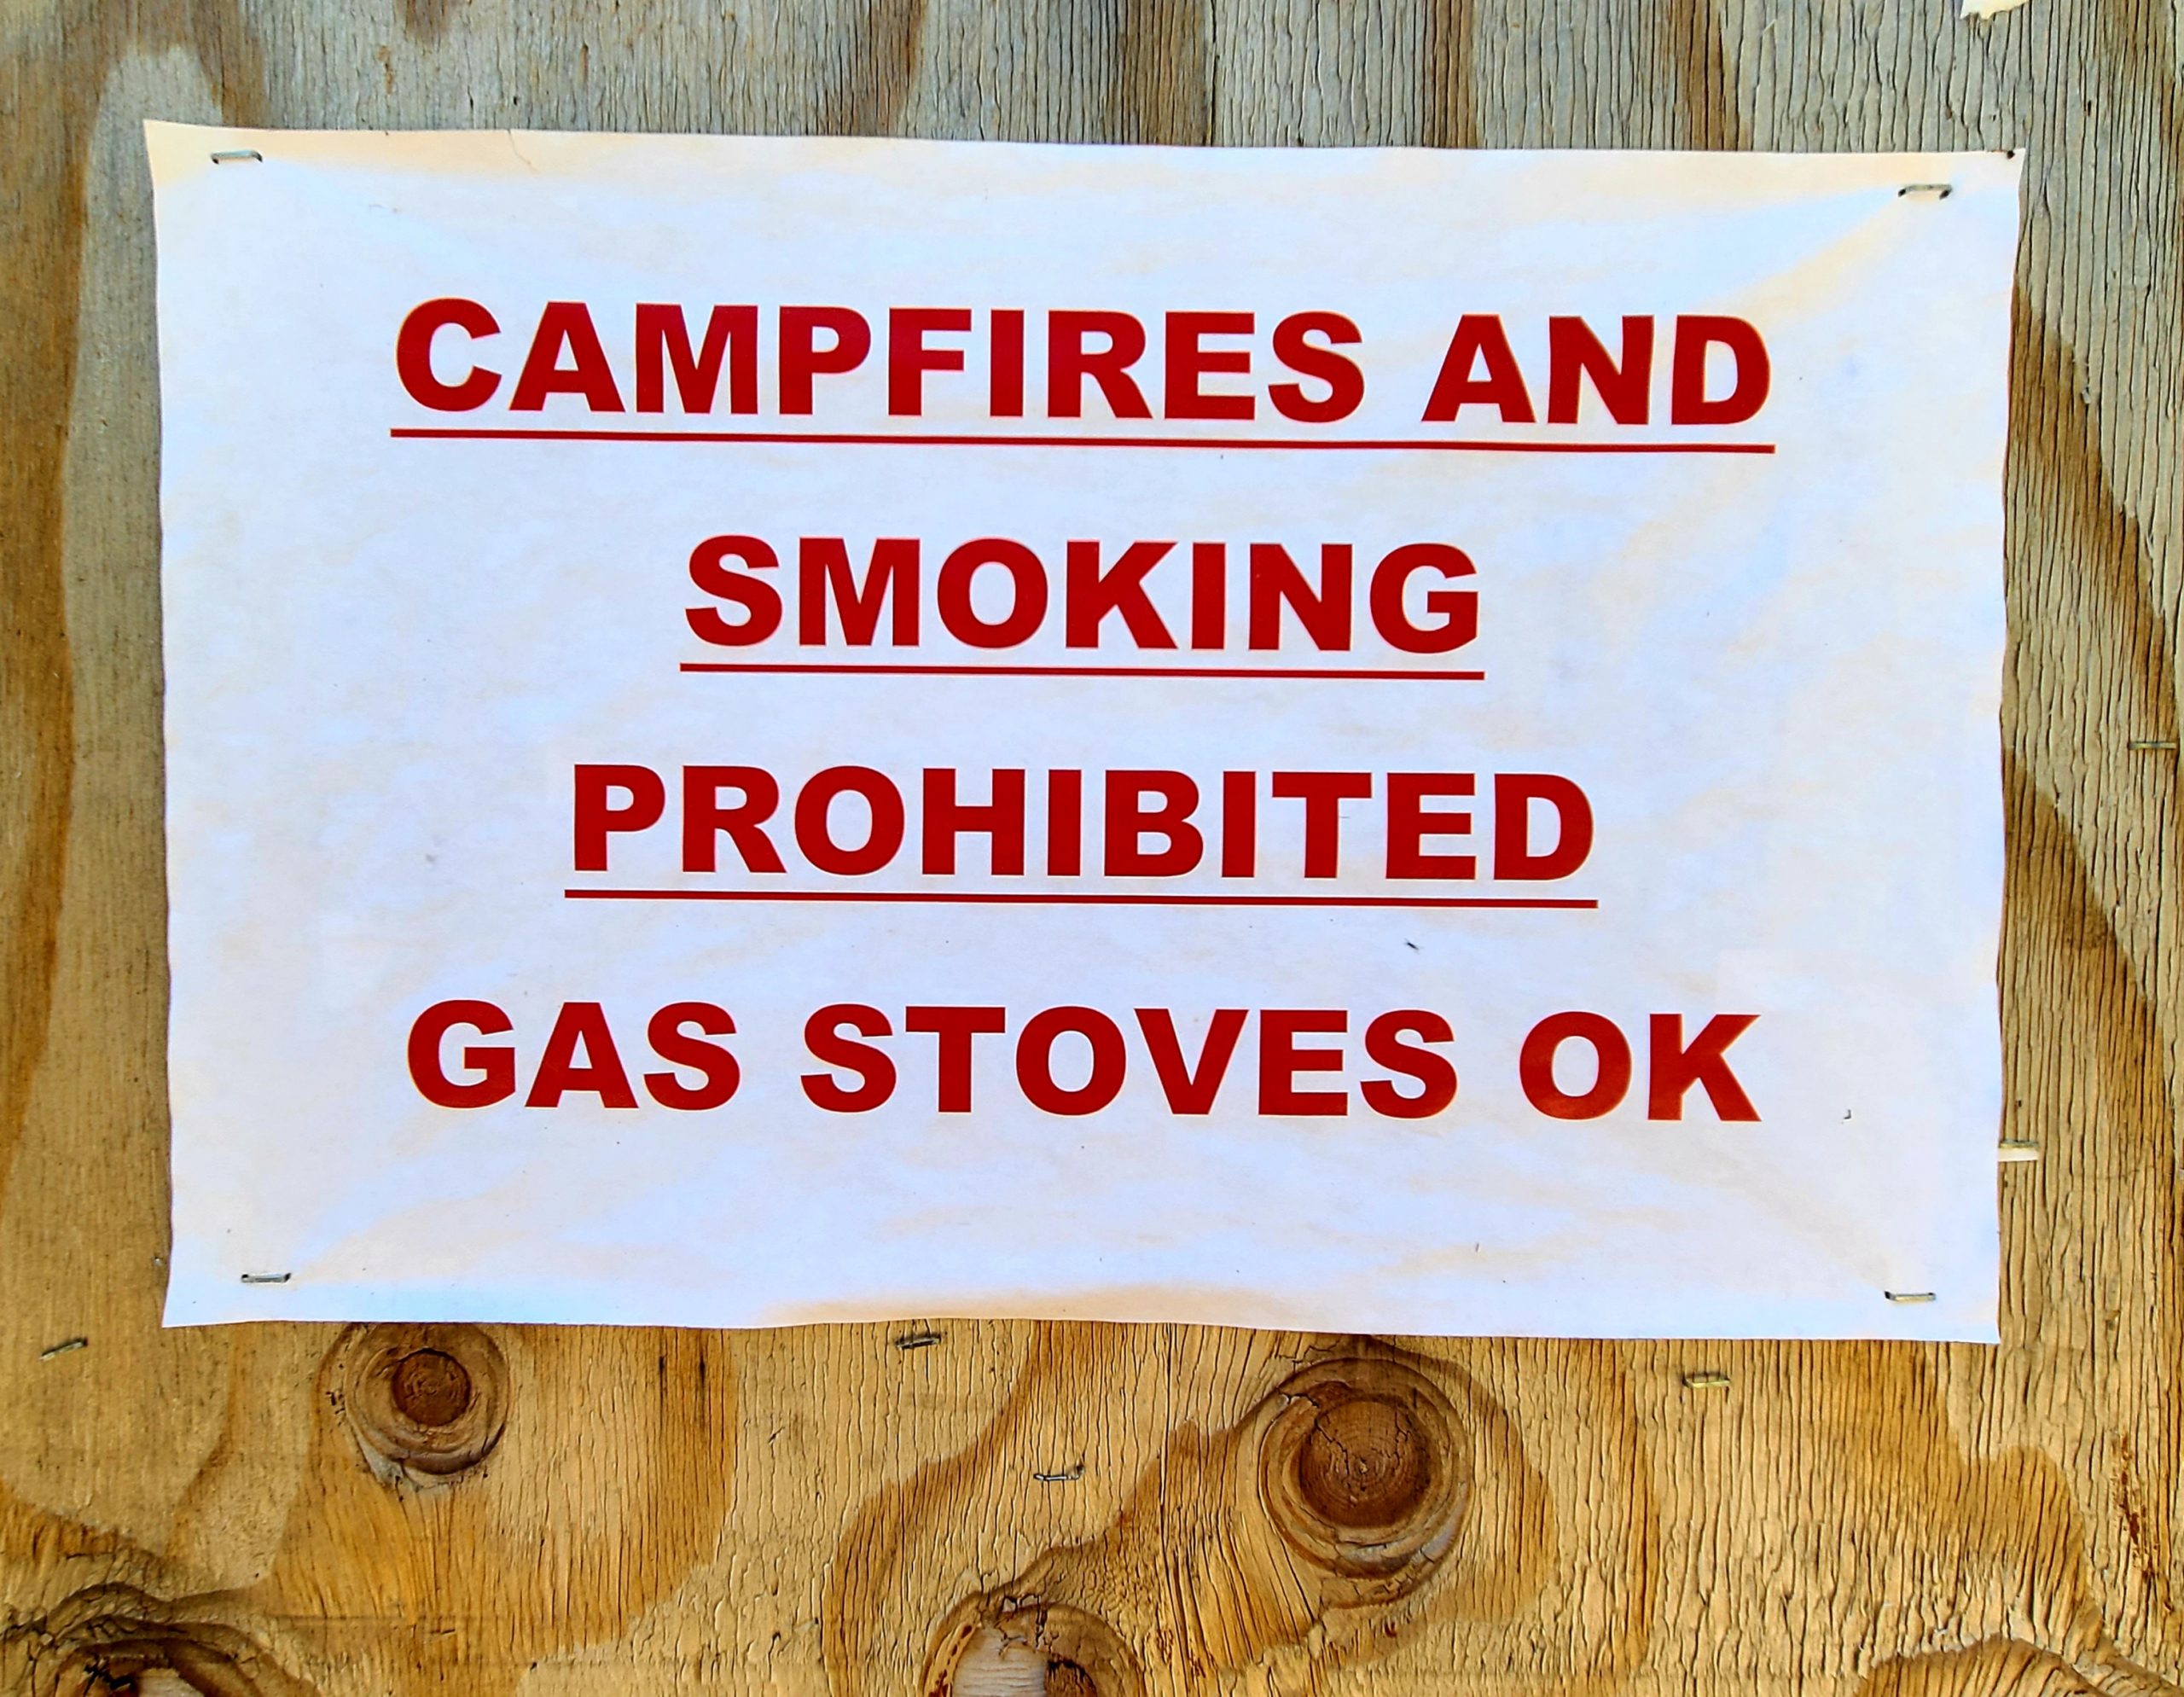 CAMPFIRES AND
SMOKING
PROHIBITED
GAS STOVES OK